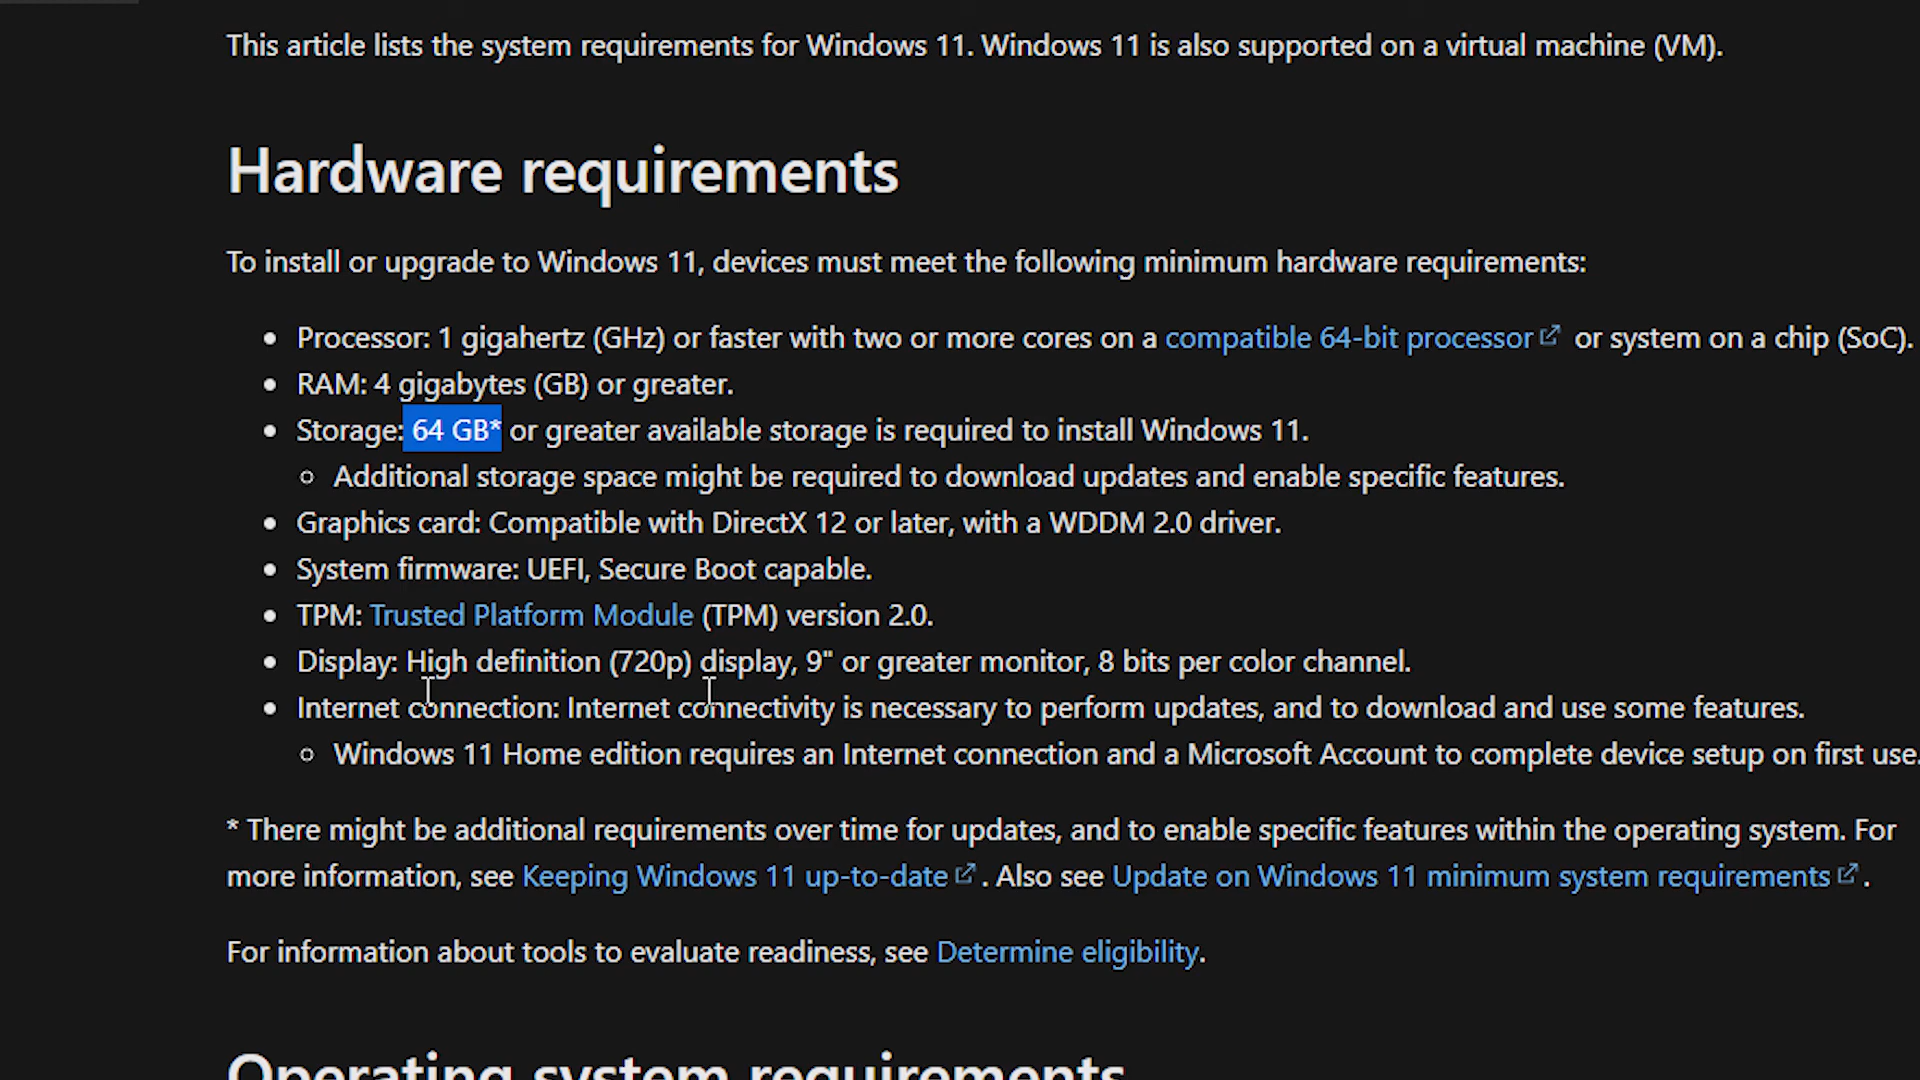 This article lists the system requirements for Windows 11. Windows 11 is also supported on a virtual machine (VM).
Hardware requirements
To install or upgrade to Windows 11, devices must meet the following minimum hardware requirements:
• Processor: 1 gigahertz (GHz) or faster with two or more cores on a compatible 64-bit processor or system on a chip (SoC).
• RAM: 4 gigabytes (GB) or greater.
• Storage: 64 GB* or greater available storage is required to install Windows 11.
○ Additional storage space might be required to download updates and enable specific features.
• Graphics card: Compatible with DirectX 12 or later, with a WDDM 2.0 driver.
• System firmware: UEFI, Secure Boot capable.
• TPM: Trusted Platform Module (TPM) version 2.0.
• Display: High definition (720p) display, 9" or greater monitor, 8 bits per color channel.
• Internet connection: Internet connectivity is necessary to perform updates, and to download and use some features.
○ Windows 11 Home edition requires an Internet connection and a Microsoft Account to complete device setup on first use.
* There might be additional requirements over time for updates, and to enable specific features within the operating system. For
more information, see Keeping Windows 11 up-to-date. Also see Update on Windows 11 minimum system requirements.
For information about tools to evaluate readiness, see Determine eligibility.
Operating system requirements